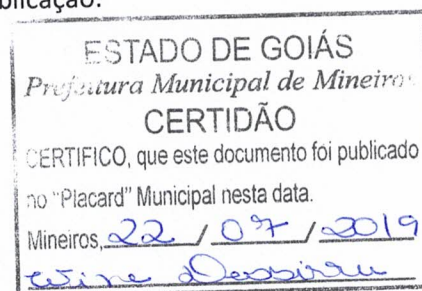 blicação.
ESTADO DE GOIÁS
Prefeitura Municipal de Mineiros
CERTIDÃO
CERTIFICO, que este documento foi publicado
no "Placard" Municipal nesta data.
Mineiros, 22 / 07 / 2019